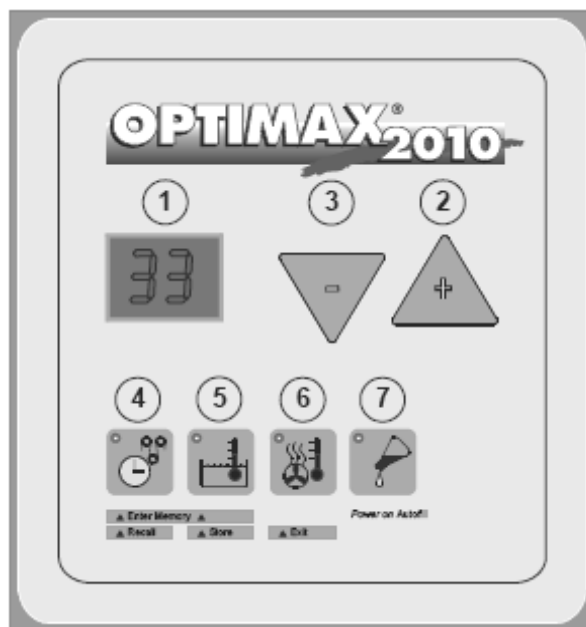 OPTIMAX®
2010
1 3 2
33 - +
4 5 6 7
▲ Enter Memory ▲ Power on Autofill
▲ Recall ▲ Store ▲ Exit